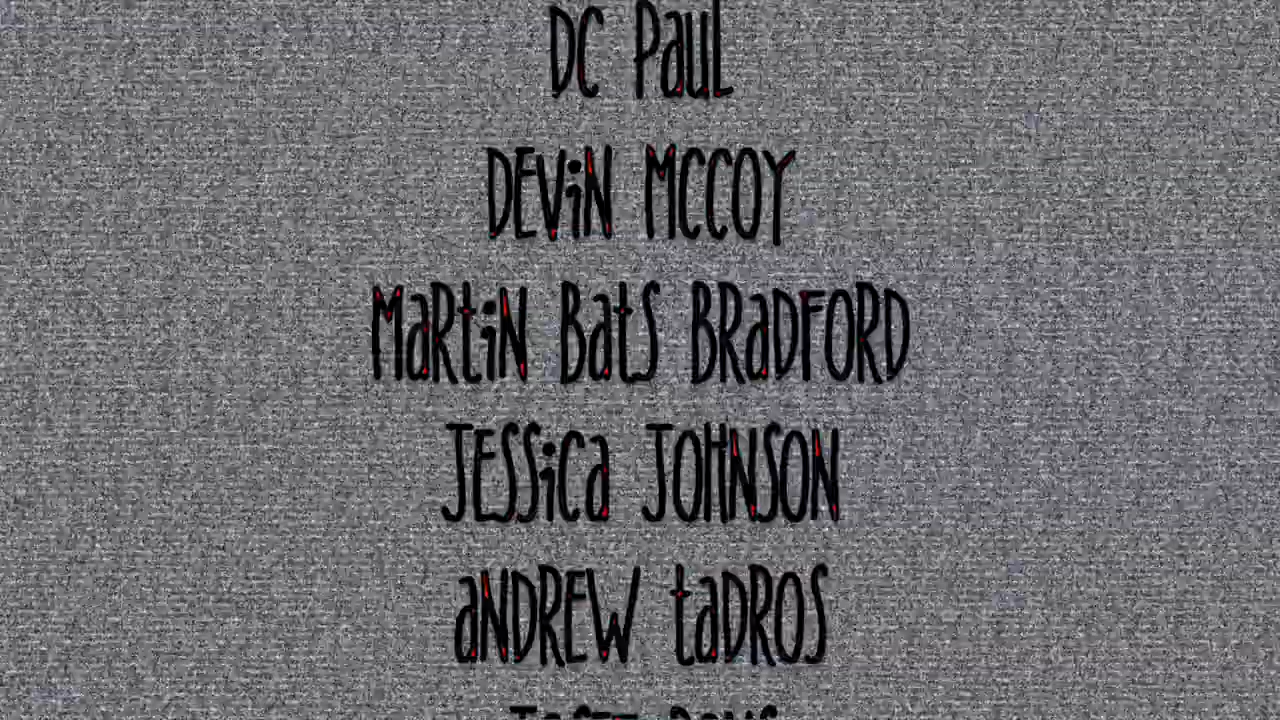 DC Paul
DEViN MCCOY
MaRtiN BatS BRaDFORD
JESSiCa JOHNSON
aNDREW taDROS